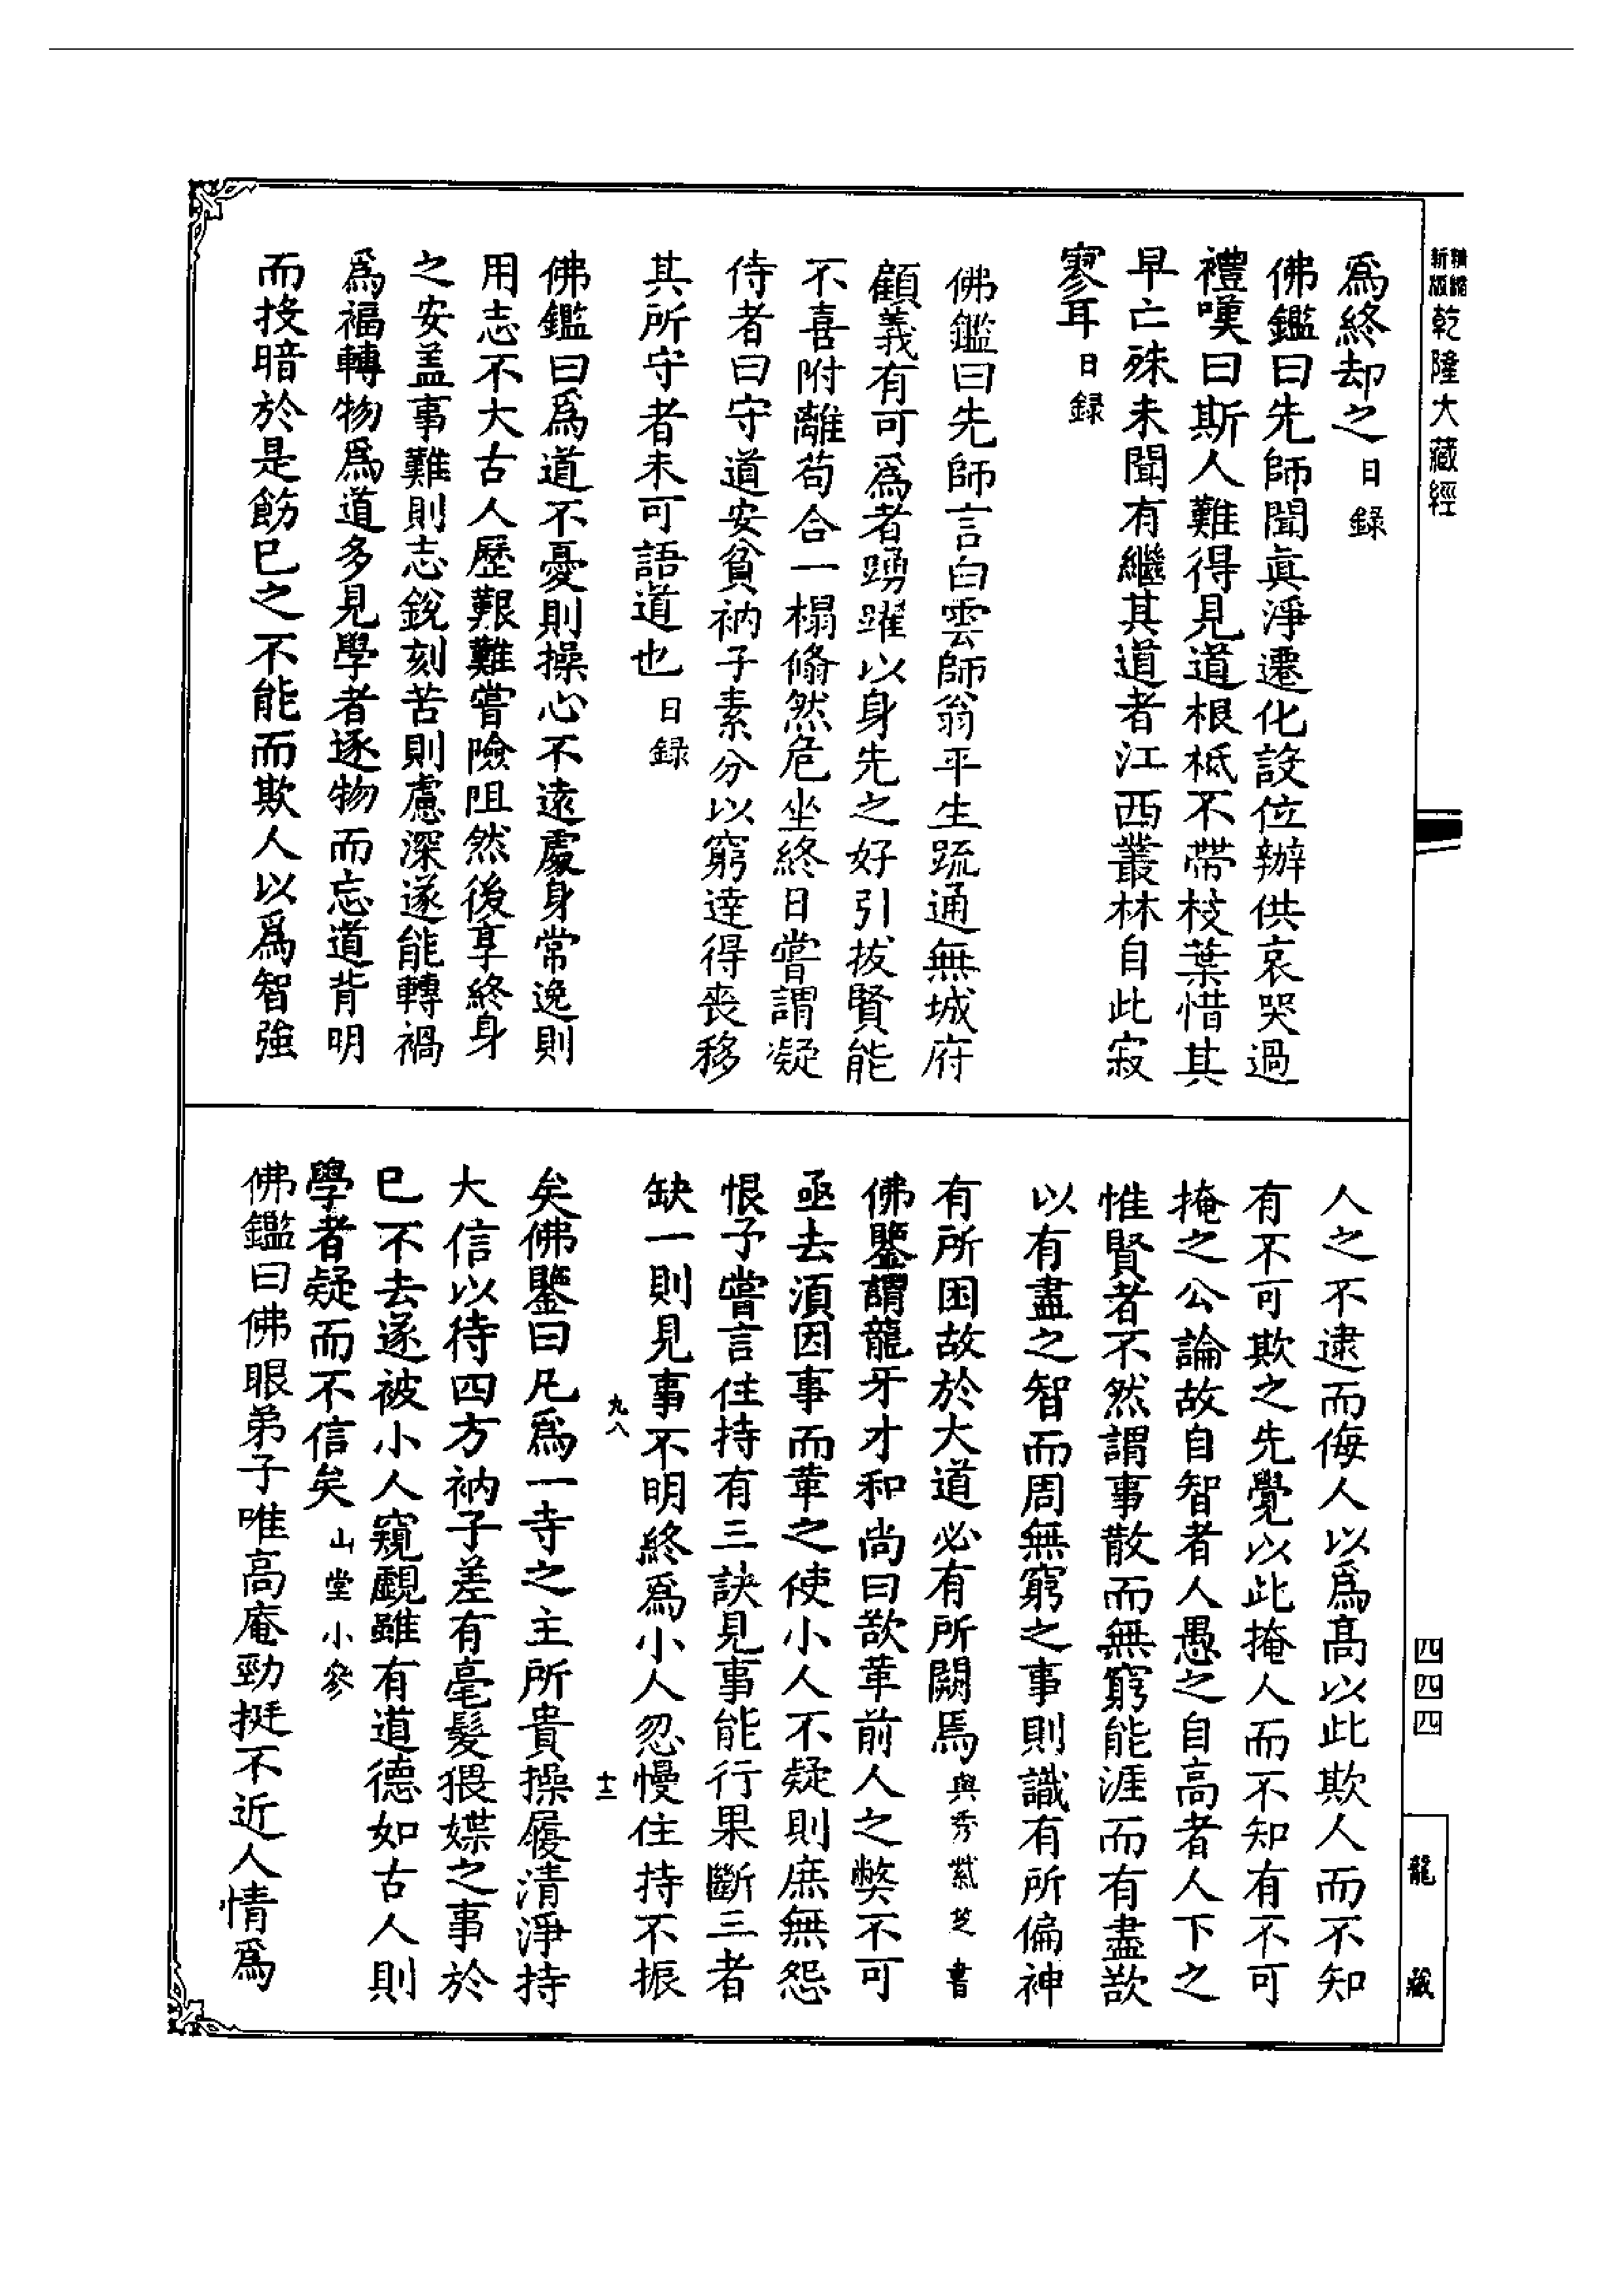 新版精縮乾隆大藏經
爲終却之日録
佛鑑曰先師聞眞淨遷化設位辦供哀哭過
禮嘆曰斯人難得見道根柢不帶枝葉惜其
早亡殊未聞有繼其道者江西叢林自此寂
寥耳日録
佛鑑曰先師言白雲師翁平生䟽通無城府
顧義有可爲者踴躍以身先之好引拔賢能
不喜附離苟合一榻翛然危坐終日嘗謂凝
侍者曰守道安貧衲子素分以窮達得喪移
其所守者未可語道也日録
佛鑑曰爲道不憂則操心不遠處身常逸則
用志不大古人歷艱難嘗險阻然後享終身
之安盖事難則志銳刻苦則慮深遂能轉禍
爲福轉物爲道多見學者逐物而忘道背明
而投暗於是飭已之不能而欺人以爲智強
人之不逮而侮人以爲髙以此欺人而不知
有不可欺之先覺以此掩人而不知有不可
掩之公論故自智者人愚之自高者人下之
惟賢者不然謂事散而無窮能涯而有盡欲
以有盡之智而周無窮之事則識有所偏神
有所困故於大道必有所闕焉與秀紫芝書
佛鑒謂龍牙才和尚曰欲革前人之弊不可
亟去須因事而革之使小人不疑則庶無怨
恨予嘗言住持有三訣見事能行果斷三者
缺一則見事不明終爲小人忽慢住持不振
九八
十二
矣佛鑒曰凡爲一寺之主所貴操履清淨持
大信以待四方衲子差有毫髮猥媟之事於
已不去遂被小人窺覷雖有道德如古人則
學者疑而不信矣山堂小參
佛鑑曰佛眼弟子唯高庵勁挺不近人情爲
四四四
龍藏